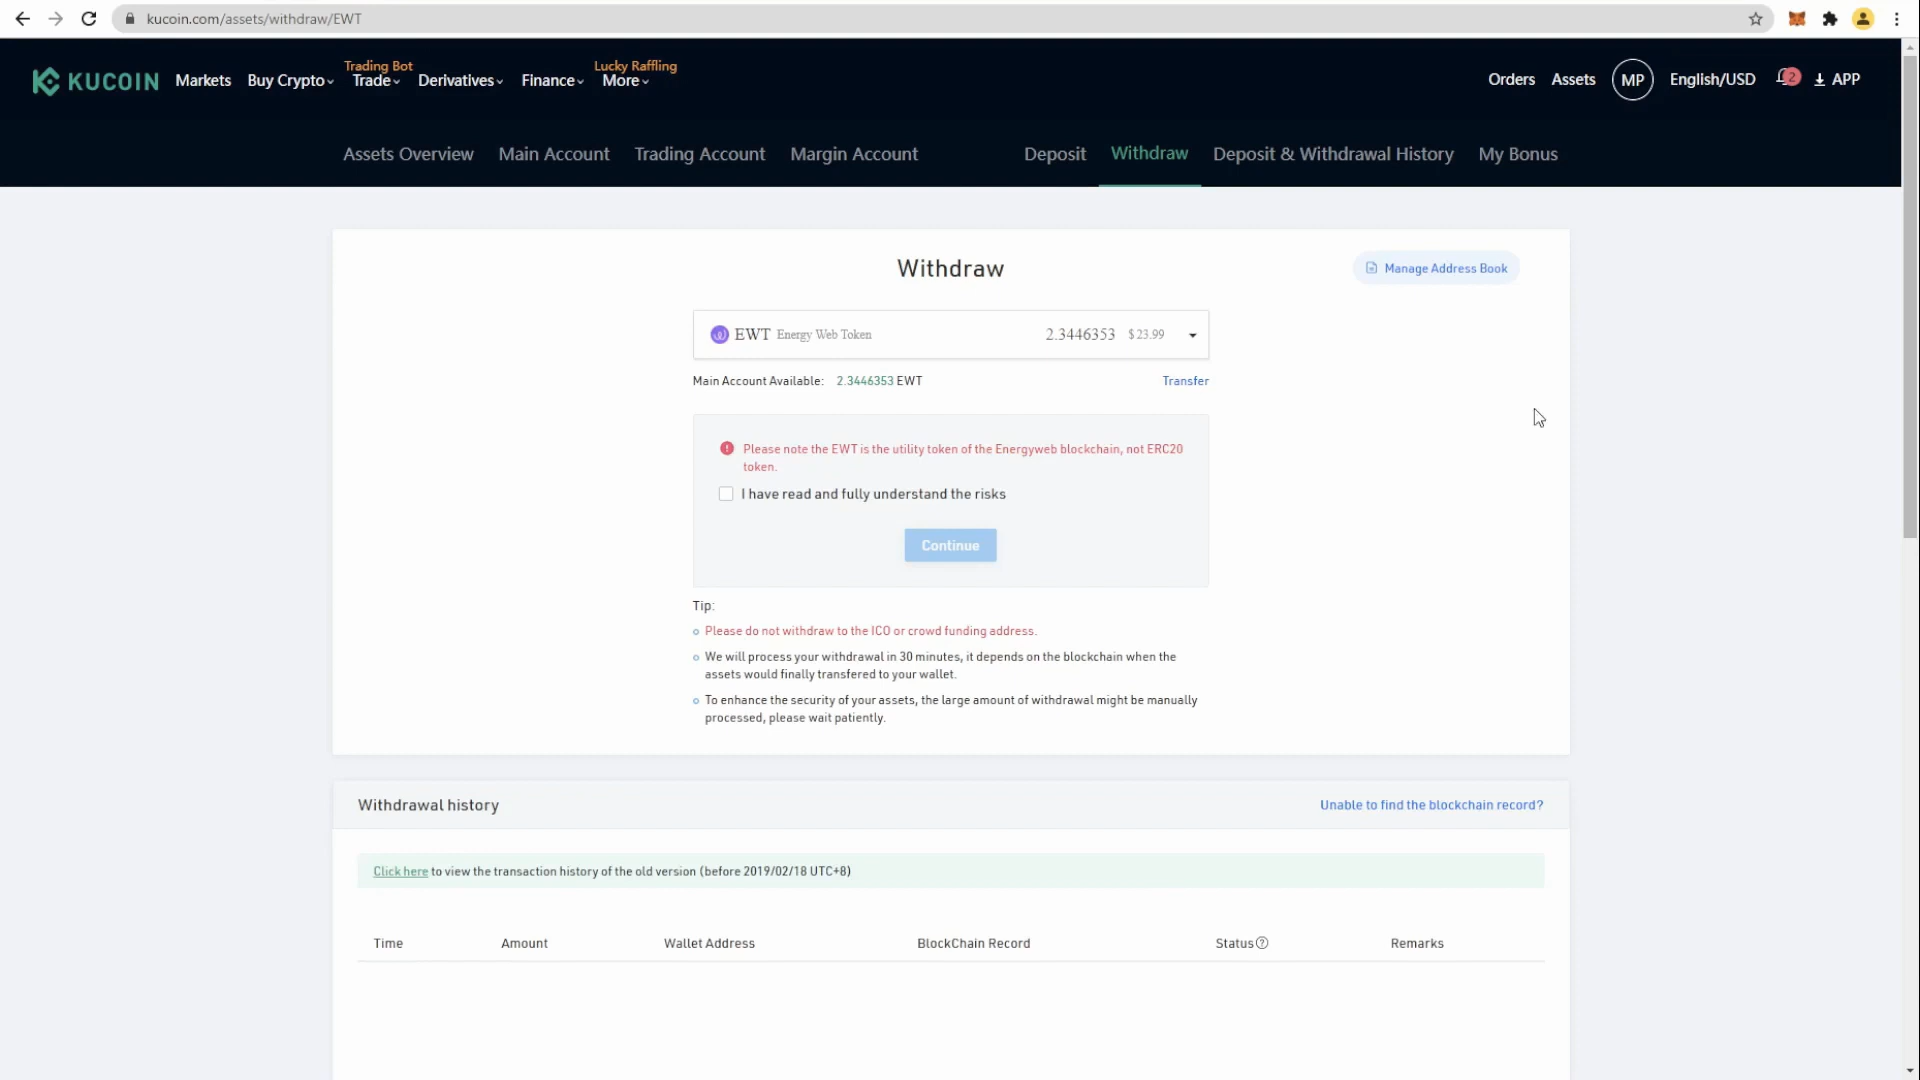 kucoin.com/assets/withdraw/EWT
KUCOIN
Markets
Buy Crypto
Trading Bot
Trade
Derivatives
Finance
Lucky Raffling
More
Orders
Assets
MP
English/USD
2
APP
Assets Overview
Main Account
Trading Account
Margin Account
Deposit
Withdraw
Deposit & Withdrawal History
My Bonus
Withdraw
Manage Address Book
EWT Energy Web Token 2.3446353 $ 23.99
Main Account Available: 2.3446353 EWT
Transfer
Please note the EWT is the utility token of the Energyweb blockchain, not ERC20
token.
I have read and fully understand the risks
Continue
Tip:
Please do not withdraw to the ICO or crowd funding address.
We will process your withdrawal in 30 minutes, it depends on the blockchain when the
assets would finally transfered to your wallet.
To enhance the security of your assets, the large amount of withdrawal might be manually
processed, please wait patiently.
Withdrawal history
Unable to find the blockchain record?
Click here to view the transaction history of the old version (before 2019/02/18 UTC+8)
Time
Amount
Wallet Address
BlockChain Record
Status
Remarks